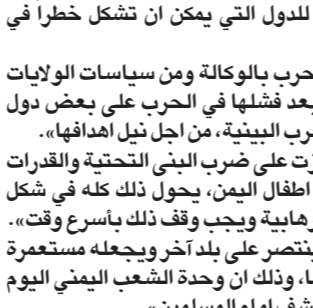 للدول التي يمكن ان تشكل خطرا في
حرب بالوكالة ومن سياسات الولايات
بعد فشلها في الحرب على بعض دول
رب البينية، من اجل نيل اهدافها».
زت على ضرب البنى التحتية والقدرات
اطفال اليمن، يحول ذلك كله في شكل
رهابية ويجب وقف ذلك بأسرع وقت».
ينتصر على بلد آخر ويجعله مستعمرة
ا، وذلك ان وحدة الشعب اليمني اليوم